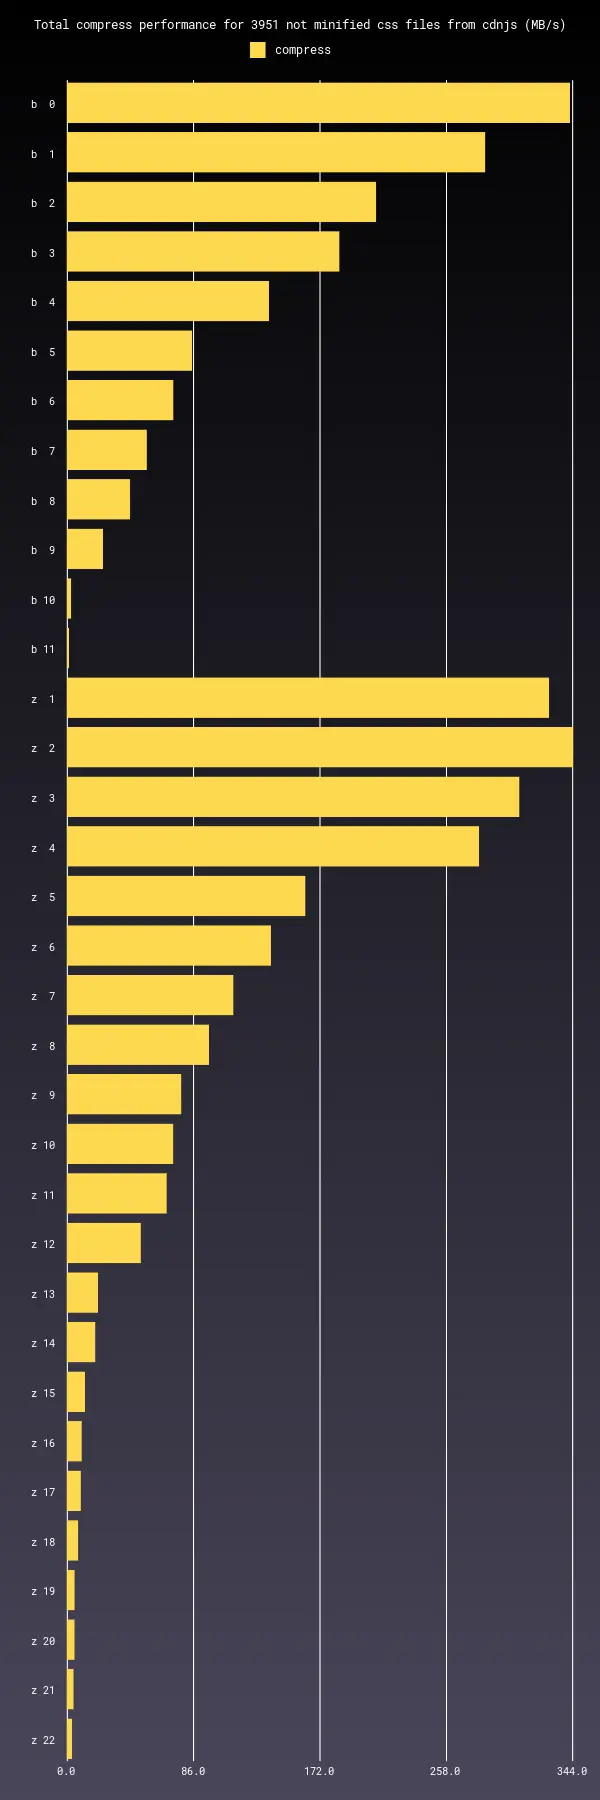 Total compress performance for 3951 not minified css files from cdnjs (MB/s)
compress
b 0
b 1
b 2
b 3
b 4
b 5
b 6
b 7
b 8
b 9
b 10
b 11
z 1
z 2
z 3
z 4
z 5
z 6
z 7
z 8
z 9
z 10
z 11
z 12
z 13
z 14
z 15
z 16
z 17
z 18
z 19
z 20
z 21
z 22
0.0 86.0 172.0 258.0 344.0